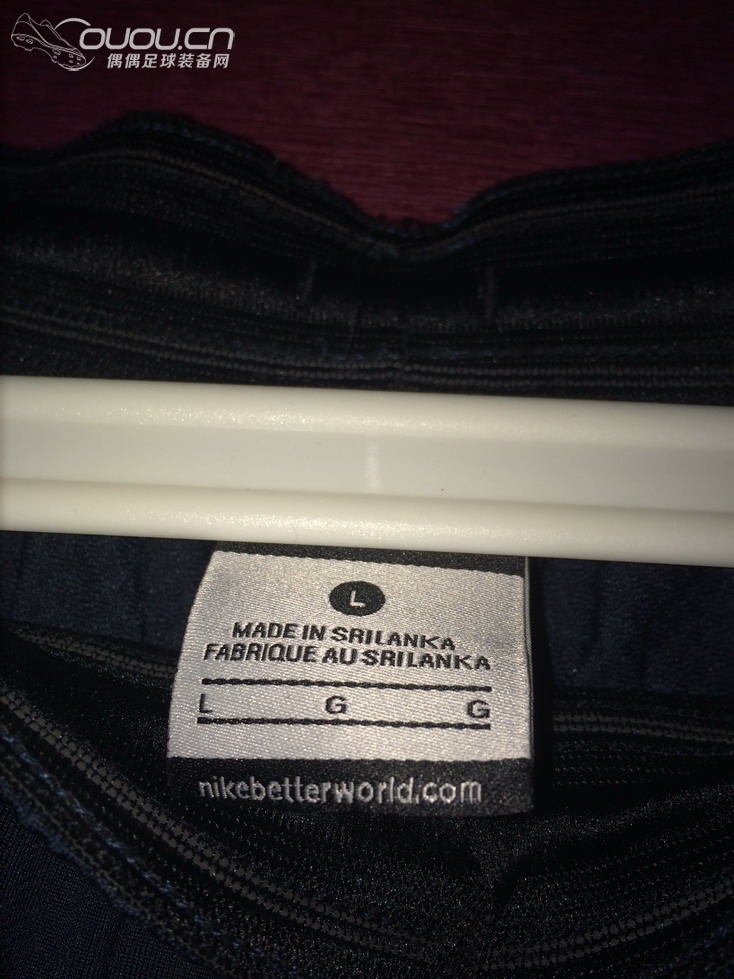 ouou.cn
偶偶足球装备网
L
MADE IN SRILANKA
FABRIQUE AU SRILANKA
L G G
nikebetterworld.com